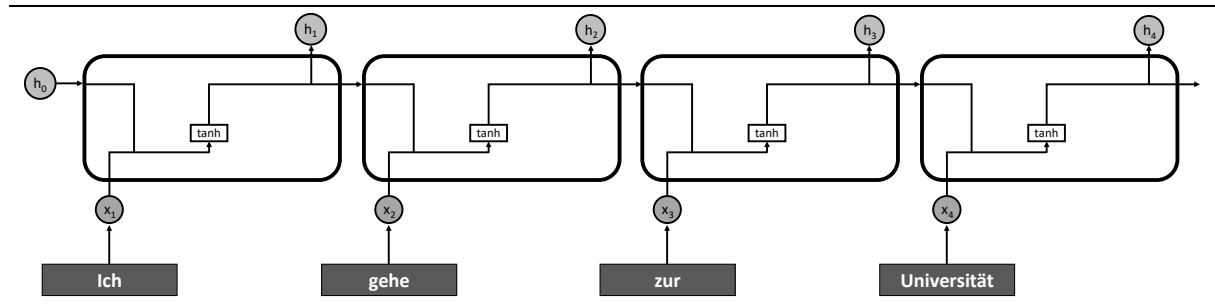 h₁ h₂ h₃ h₄
h₀
tanh tanh tanh tanh
x₁ x₂ x₃ x₄
Ich gehe zur Universität